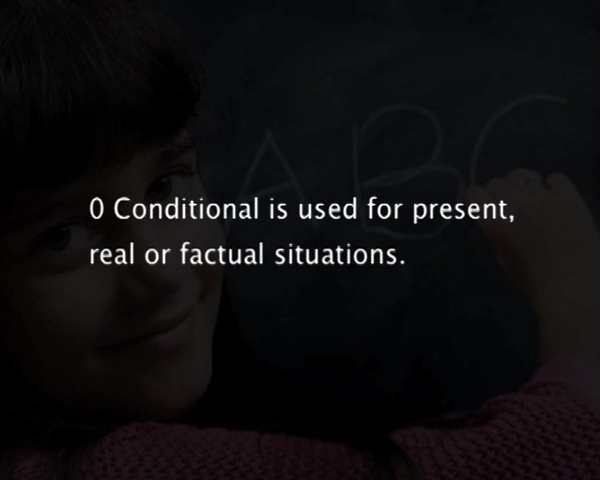 ABC
0 Conditional is used for present,
real or factual situations.